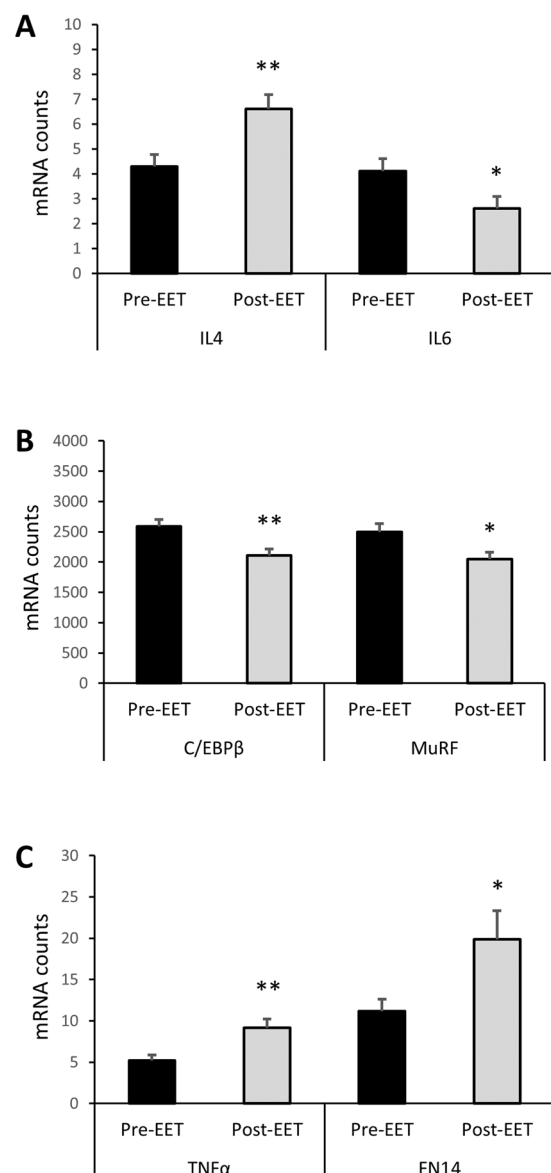 A
10
9
8
7
6
5
4
3
2
1
0
mRNA counts
**
*
Pre-EET Post-EET Pre-EET Post-EET
IL4 IL6
B
4000
3500
3000
2500
2000
1500
1000
500
0
mRNA counts
**
*
Pre-EET Post-EET Pre-EET Post-EET
C/EBPβ MuRF
C
30
25
20
15
10
5
0
mRNA counts
**
*
Pre-EET Post-EET Pre-EET Post-EET
TNFα FN14